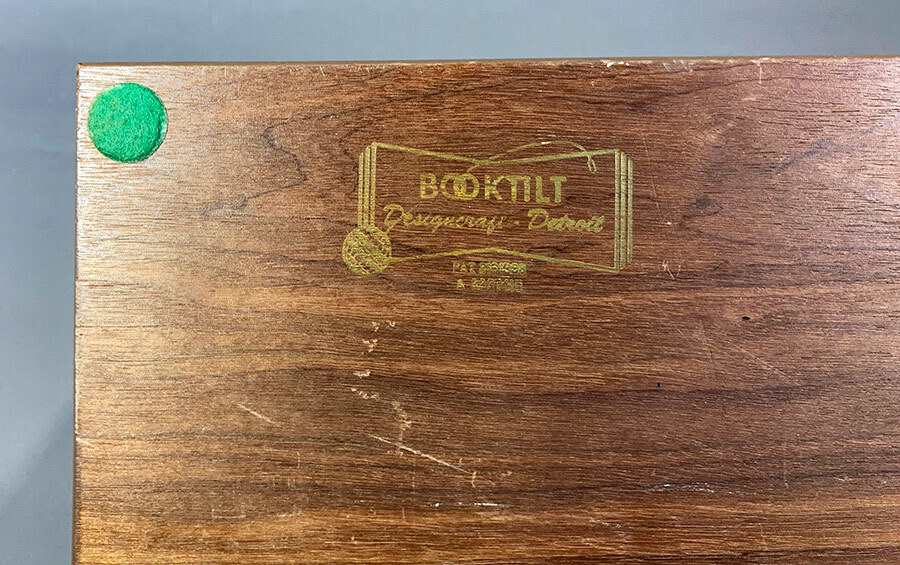 BOOKTILT
Designcraft - Detroit
PAT
&